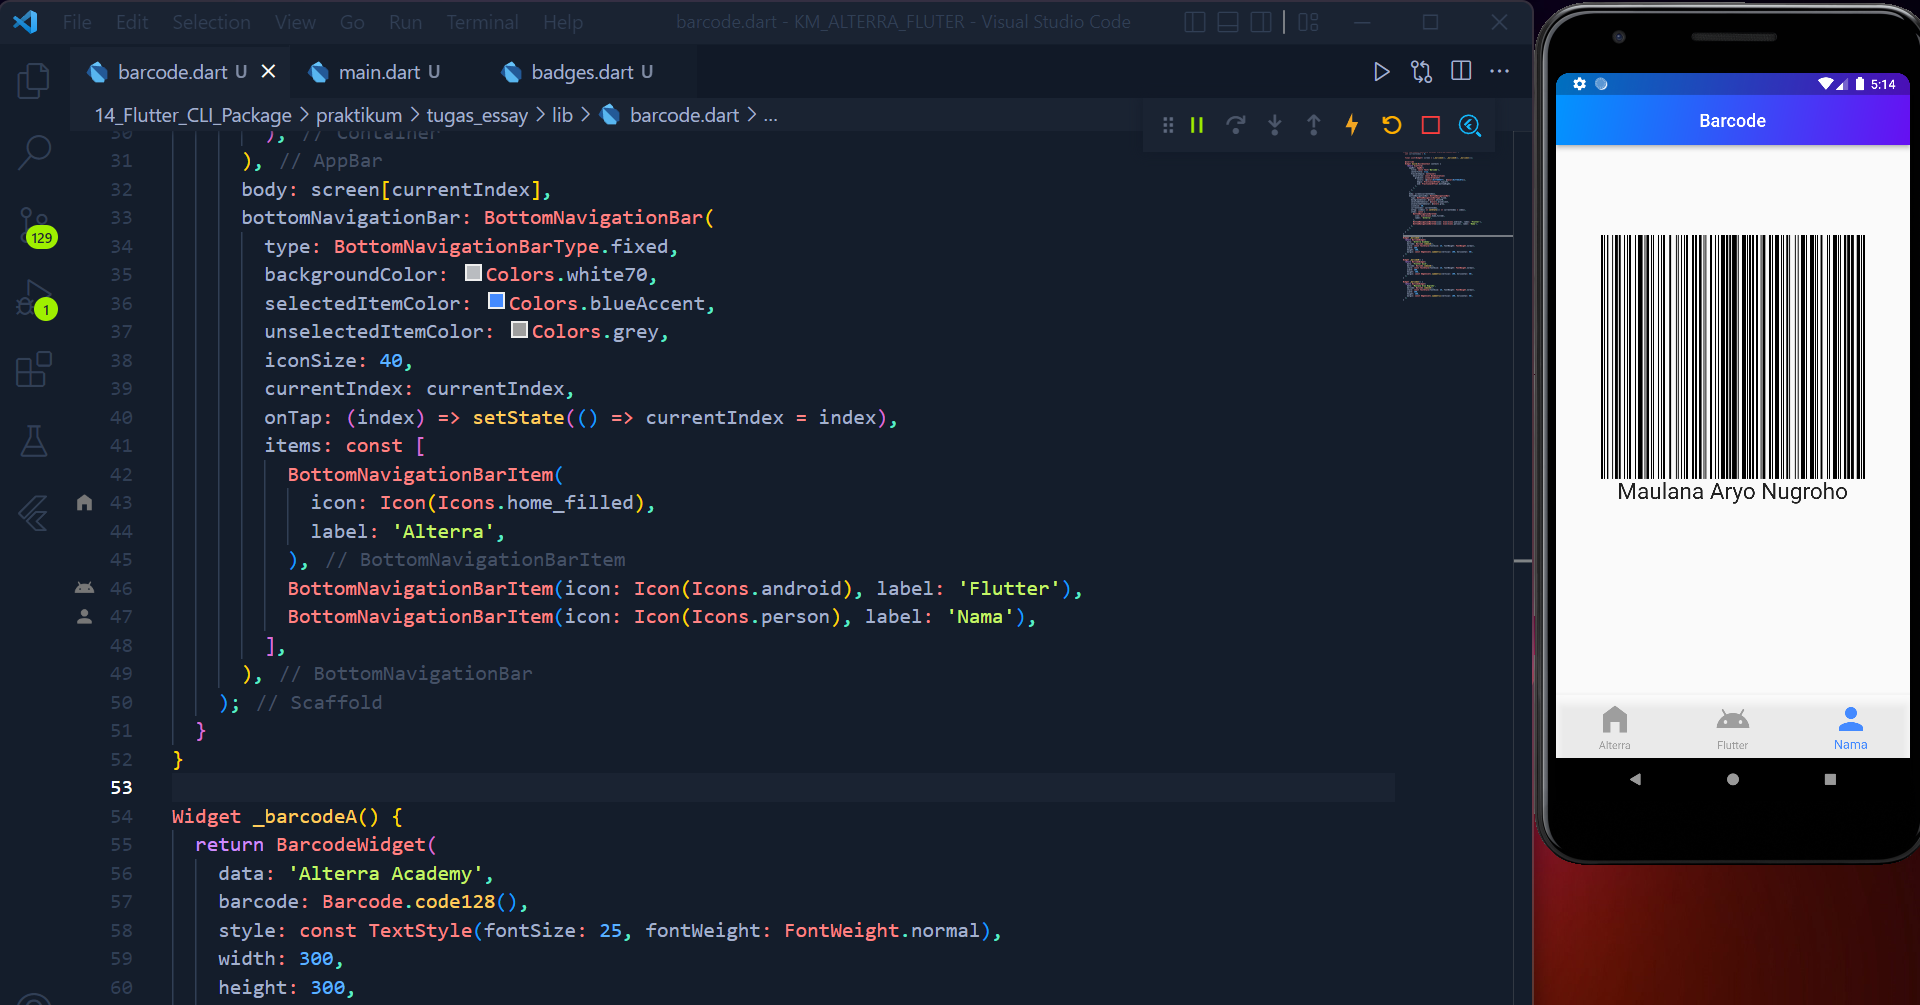 File Edit Selection View Go Run Terminal Help barcode.dart - KM_ALTERRA_FLUTER - Visual Studio Code
barcode.dart U main.dart U badges.dart U
14_Flutter_CLI_Package > praktikum > tugas_essay > lib > barcode.dart > ...
129
1
30 ), // Container
31 ), // AppBar
32 body: screen[currentIndex],
33 bottomNavigationBar: BottomNavigationBar(
34 type: BottomNavigationBarType.fixed,
35 backgroundColor: Colors.white70,
36 selectedItemColor: Colors.blueAccent,
37 unselectedItemColor: Colors.grey,
38 iconSize: 40,
39 currentIndex: currentIndex,
40 onTap: (index) => setState(() => currentIndex = index),
41 items: const [
42 BottomNavigationBarItem(
43 icon: Icon(Icons.home_filled),
44 label: 'Alterra',
45 ), // BottomNavigationBarItem
46 BottomNavigationBarItem(icon: Icon(Icons.android), label: 'Flutter'),
47 BottomNavigationBarItem(icon: Icon(Icons.person), label: 'Nama'),
48 ],
49 ), // BottomNavigationBar
50 ); // Scaffold
51 }
52 }
53
54 Widget _barcodeA() {
55 return BarcodeWidget(
56 data: 'Alterra Academy',
57 barcode: Barcode.code128(),
58 style: const TextStyle(fontSize: 25, fontWeight: FontWeight.normal),
59 width: 300,
60 height: 300,
5:14
Barcode
Maulana Aryo Nugroho
Alterra Flutter Nama